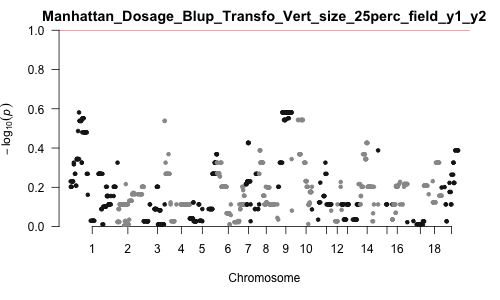 Manhattan_Dosage_Blup_Transfo_Vert_size_25perc_field_y1_y2
1.0
0.8
0.6
0.4
0.2
0.0
− log10(p)
1 2 3 4 5 6 7 8 9 10 12 14 16 18
Chromosome